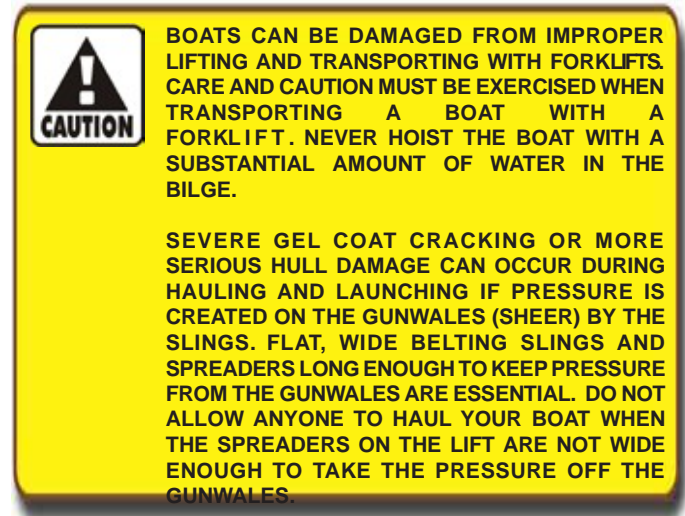 CAUTION
BOATS CAN BE DAMAGED FROM IMPROPER
LIFTING AND TRANSPORTING WITH FORKLIFTS.
CARE AND CAUTION MUST BE EXERCISED WHEN
TRANSPORTING A BOAT WITH A
FORKLIFT. NEVER HOIST THE BOAT WITH A
SUBSTANTIAL AMOUNT OF WATER IN THE
BILGE.
SEVERE GEL COAT CRACKING OR MORE
SERIOUS HULL DAMAGE CAN OCCUR DURING
HAULING AND LAUNCHING IF PRESSURE IS
CREATED ON THE GUNWALES (SHEER) BY THE
SLINGS. FLAT, WIDE BELTING SLINGS AND
SPREADERS LONG ENOUGH TO KEEP PRESSURE
FROM THE GUNWALES ARE ESSENTIAL. DO NOT
ALLOW ANYONE TO HAUL YOUR BOAT WHEN
THE SPREADERS ON THE LIFT ARE NOT WIDE
ENOUGH TO TAKE THE PRESSURE OFF THE
GUNWALES.